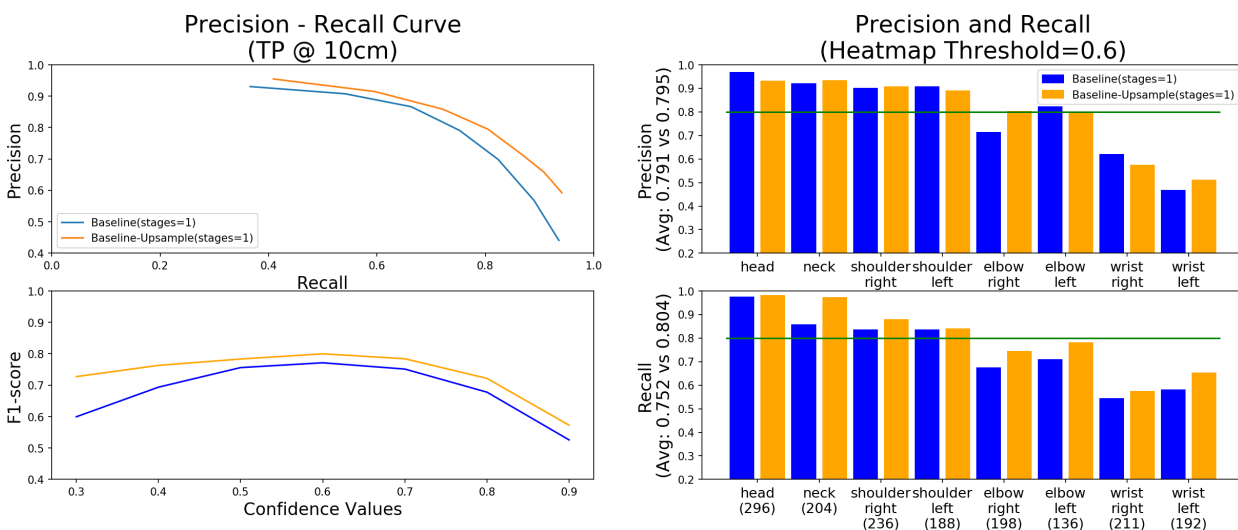 Precision - Recall Curve
(TP @ 10cm)
Precision
1.0
0.9
0.8
0.7
0.6
0.5
0.4
Baseline(stages=1)
Baseline-Upsample(stages=1)
0.0 0.2 0.4 0.6 0.8 1.0
Recall
F1-score
1.0
0.9
0.8
0.7
0.6
0.5
0.4
0.3 0.4 0.5 0.6 0.7 0.8 0.9
Confidence Values
Precision and Recall
(Heatmap Threshold=0.6)
Precision
(Avg: 0.791 vs 0.795)
1.0
0.9
0.8
0.7
0.6
0.5
0.4
0.3
0.2
Baseline(stages=1)
Baseline-Upsample(stages=1)
head neck shoulder shoulder elbow elbow wrist wrist
right left right left right left
Recall
(Avg: 0.752 vs 0.804)
1.0
0.9
0.8
0.7
0.6
0.5
0.4
0.3
0.2
head neck shoulder shoulder elbow elbow wrist wrist
(296) (204) right left right left right left
(236) (188) (198) (136) (211) (192)